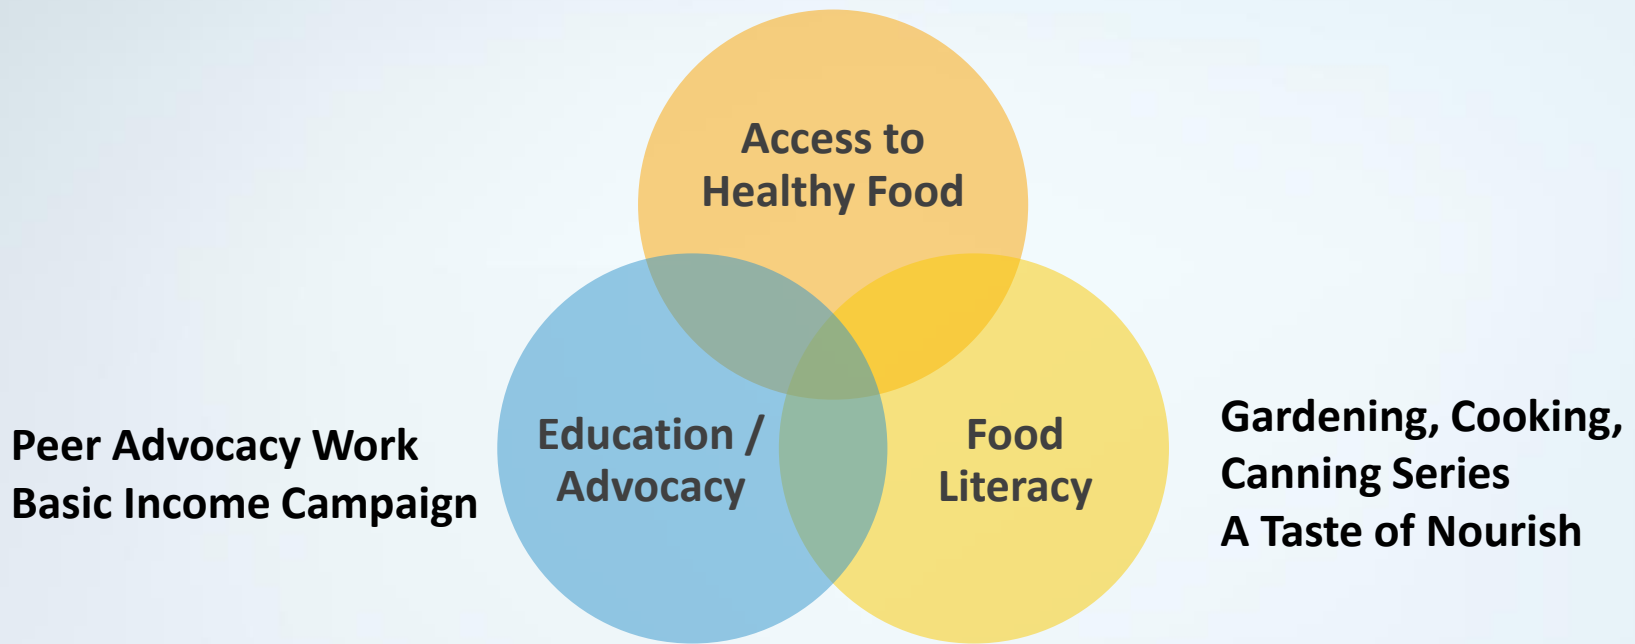 Access to
Healthy Food
Peer Advocacy Work
Basic Income Campaign
Education /
Advocacy
Food
Literacy
Gardening, Cooking,
Canning Series
A Taste of Nourish